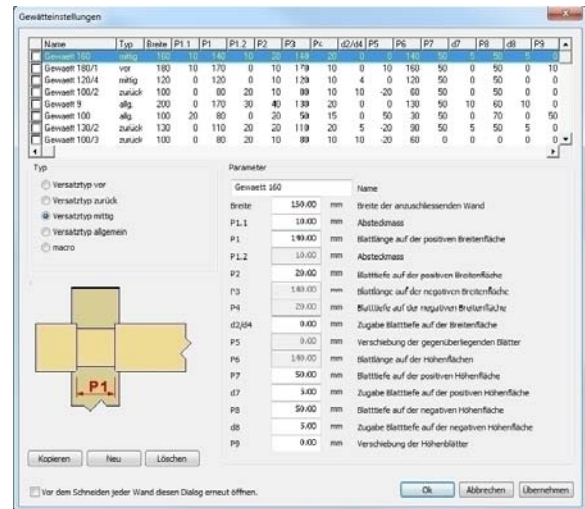 Gewätteinstellungen
Name Typ Breite P1.1 P1 P1.2 P2 P3 P4 d2/d4 P5 P6 P7 d7 P8 d8 P9
Gewaett 160 mittig 160 10 140 10 20 140 20 0 0 140 50 5 50 5 0
Gewaett 180/1 vor 180 10 170 0 10 170 10 0 10 160 50 0 50 0 10
Gewaett 120/4 mittig 120 0 120 0 10 120 10 4 0 120 50 0 50 0 0
Gewaett 100/2 zurück 100 0 80 20 10 80 10 10 -20 60 50 0 50 0 0
Gewaett 9 allg. 200 0 170 30 40 130 20 0 0 130 50 10 60 10 0
Gewaett 100 allg. 100 20 80 0 20 50 15 0 50 30 50 0 70 0 50
Gewaett 130/2 zurück 130 0 110 20 20 110 20 5 -20 90 50 5 50 5 0
Gewaett 100/3 zurück 100 0 80 20 10 80 10 10 -20 60 0 0 0 0 0
Typ
Versatztyp vor
Versatztyp zurück
Versatztyp mittig
Versatztyp allgemein
macro
P1
Kopieren Neu Löschen
Parameter
Gewaett 160 Name
Breite 150.00 mm Breite der anzuschliessenden Wand
P1.1 10.00 mm Absteckmass
P1 140.00 mm Blattlänge auf der positiven Breitenfläche
P1.2 10.00 mm Absteckmass
P2 20.00 mm Blatttiefe auf der positiven Breitenfläche
P3 140.00 mm Blattlänge auf der negativen Breitenfläche
P4 20.00 mm Blatttiefe auf der negativen Breitenfläche
d2/d4 0.00 mm Zugabe Blatttiefe auf der Breitenfläche
P5 0.00 mm Verschiebung der gegenüberliegenden Blätter
P6 140.00 mm Blattlänge auf der Höhenflächen
P7 50.00 mm Blatttiefe auf der positiven Höhenfläche
d7 5.00 mm Zugabe Blatttiefe auf der positiven Höhenfläche
P8 50.00 mm Blatttiefe auf der negativen Höhenfläche
d8 5.00 mm Zugabe Blatttiefe auf der negativen Höhenfläche
P9 0.00 mm Verschiebung der Höhenblätter
Vor dem Schneiden jeder Wand diesen Dialog erneut öffnen.
Ok Abbrechen Übernehmen